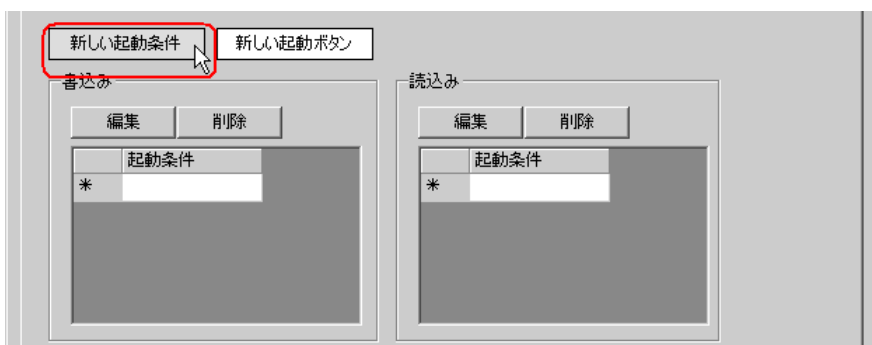 新しい起動条件 新しい起動ボタン
書込み 読込み
編集 削除 編集 削除
起動条件 起動条件
* *